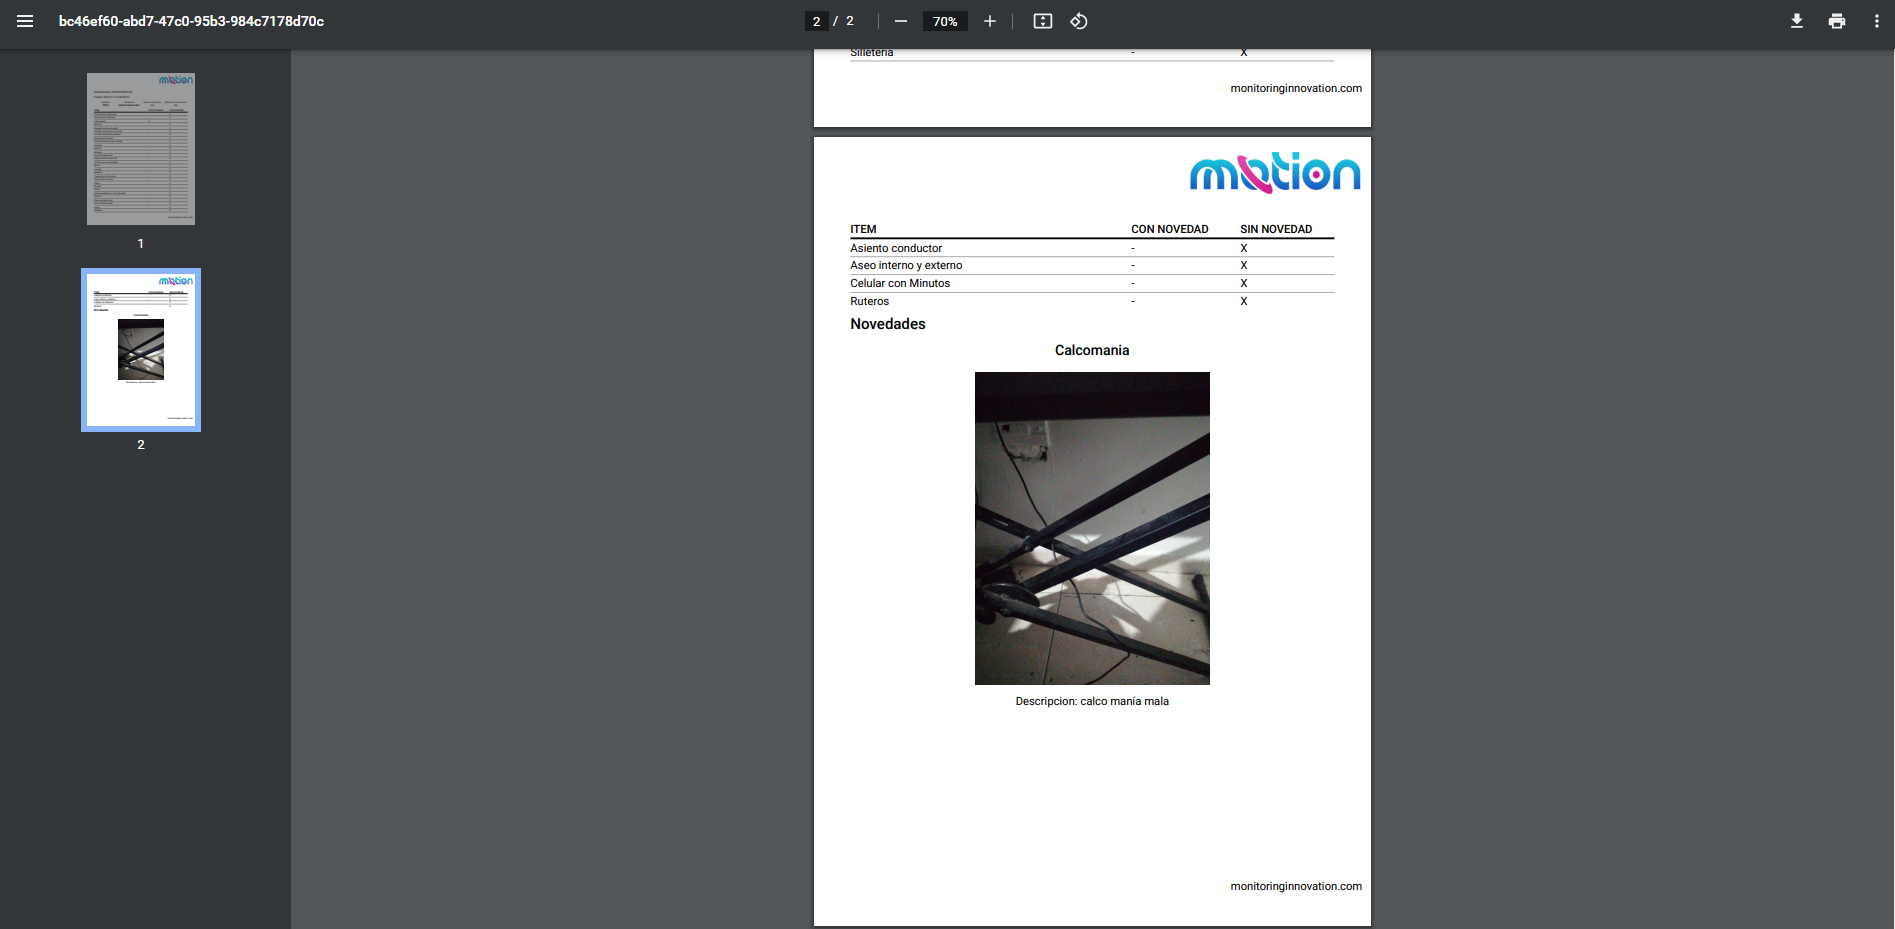 bc46ef60-abd7-47c0-95b3-984c7178d70c
2 / 2
70%
1
2
Silletería - X
monitoringinnovation.com
motion
ITEM CON NOVEDAD SIN NOVEDAD
Asiento conductor - X
Aseo interno y externo - X
Celular con Minutos - X
Ruteros - X
Novedades
Calcomania
Descripcion: calco manía mala
monitoringinnovation.com